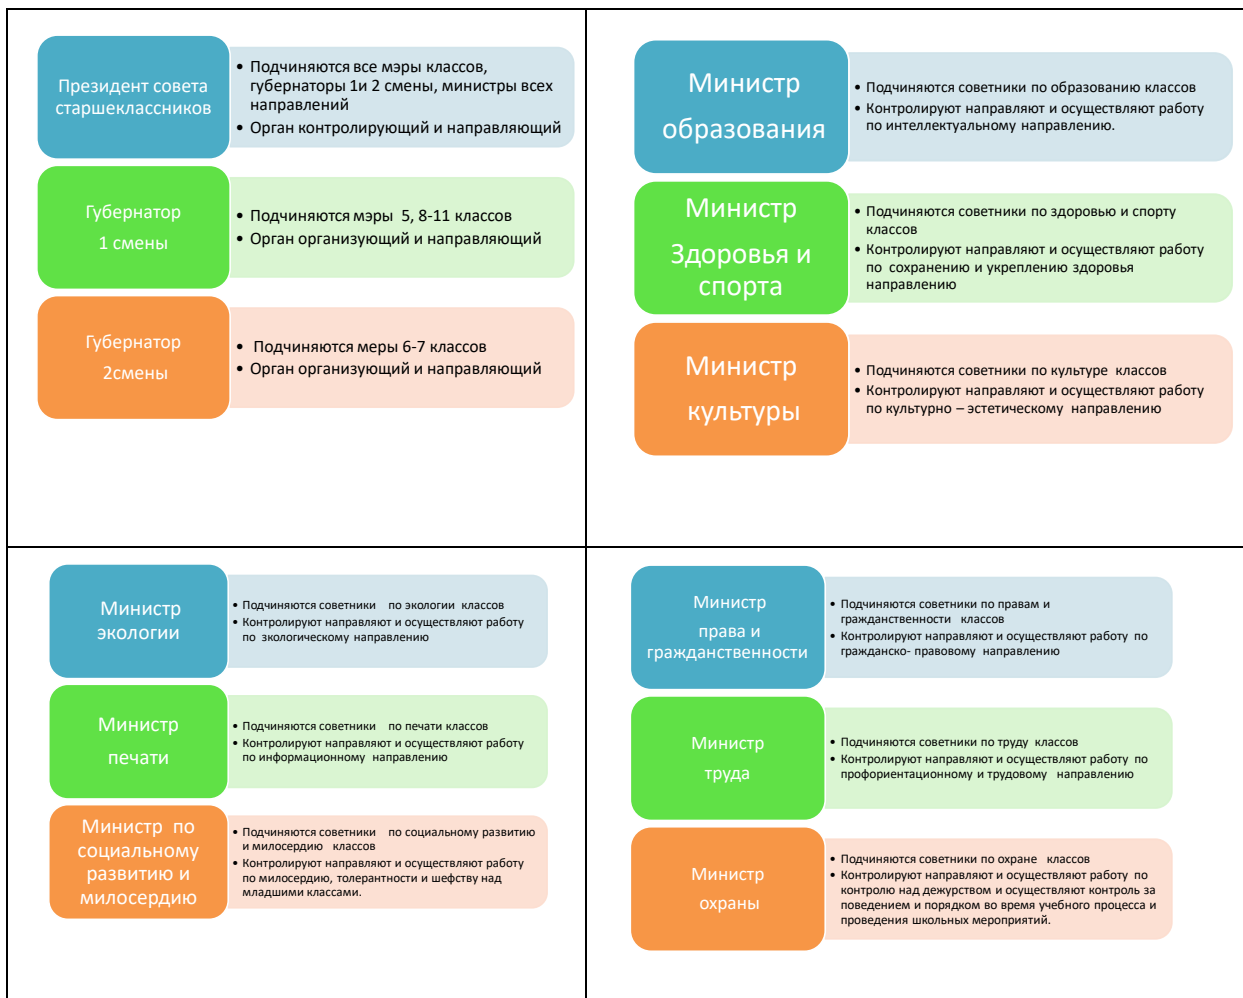 Президент совета
старшеклассников
• Подчиняются все мэры классов,
губернаторы 1и 2 смены, министры всех
направлений
• Орган контролирующий и направляющий
Губернатор
1 смены
• Подчиняются мэры 5, 8-11 классов
• Орган организующий и направляющий
Губернатор
2смены
• Подчиняются меры 6-7 классов
• Орган организующий и направляющий
Министр
образования
• Подчиняются советники по образованию классов
• Контролируют направляют и осуществляют работу
по интеллектуальному направлению.
Министр
Здоровья и
спорта
• Подчиняются советники по здоровью и спорту
классов
• Контролируют направляют и осуществляют работу
по сохранению и укреплению здоровья
направлению
Министр
культуры
• Подчиняются советники по культуре классов
• Контролируют направляют и осуществляют работу
по культурно – эстетическому направлению
Министр
экологии
• Подчиняются советники по экологии классов
• Контролируют направляют и осуществляют работу
по экологическому направлению
Министр
печати
• Подчиняются советники по печати классов
• Контролируют направляют и осуществляют работу
по информационному направлению
Министр по
социальному
развитию и
милосердию
• Подчиняются советники по социальному развитию
и милосердию классов
• Контролируют направляют и осуществляют работу
по милосердию, толерантности и шефству над
младшими классами.
Министр
права и
гражданственности
• Подчиняются советники по правам и
гражданственности классов
• Контролируют направляют и осуществляют работу по
гражданско- правовому направлению
Министр
труда
• Подчиняются советники по труду классов
• Контролируют направляют и осуществляют работу по
профориентационному и трудовому направлению
Министр
охраны
• Подчиняются советники по охране классов
• Контролируют направляют и осуществляют работу по
контролю над дежурством и осуществляют контроль за
поведением и порядком во время учебного процесса и
проведения школьных мероприятий.